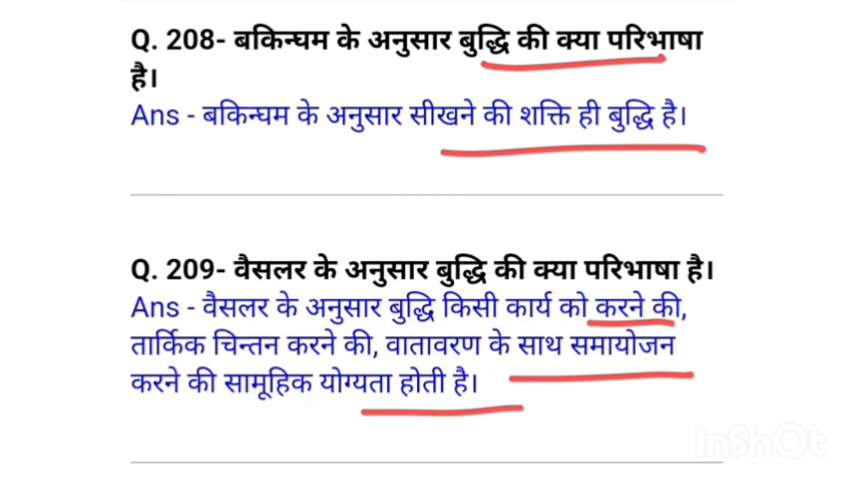 Q. 208- बकिन्घम के अनुसार बुद्धि की क्या परिभाषा
है।
Ans - बकिन्घम के अनुसार सीखने की शक्ति ही बुद्धि है।
Q. 209- वैसलर के अनुसार बुद्धि की क्या परिभाषा है।
Ans - वैसलर के अनुसार बुद्धि किसी कार्य को करने की,
तार्किक चिन्तन करने की, वातावरण के साथ समायोजन
करने की सामूहिक योग्यता होती है।
InShOt